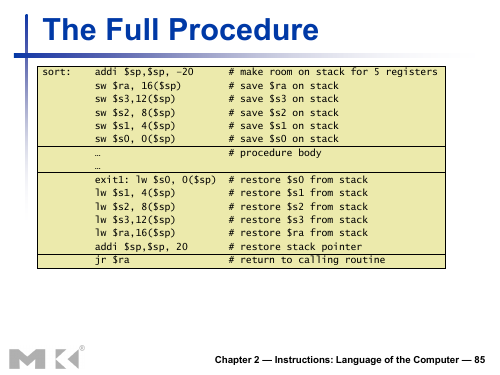 The Full Procedure
sort: addi $sp,$sp, –20 # make room on stack for 5 registers
sw $ra, 16($sp) # save $ra on stack
sw $s3,12($sp) # save $s3 on stack
sw $s2, 8($sp) # save $s2 on stack
sw $s1, 4($sp) # save $s1 on stack
sw $s0, 0($sp) # save $s0 on stack
… # procedure body
…
exit1: lw $s0, 0($sp) # restore $s0 from stack
lw $s1, 4($sp) # restore $s1 from stack
lw $s2, 8($sp) # restore $s2 from stack
lw $s3,12($sp) # restore $s3 from stack
lw $ra,16($sp) # restore $ra from stack
addi $sp,$sp, 20 # restore stack pointer
jr $ra # return to calling routine
MK®
Chapter 2 — Instructions: Language of the Computer — 85